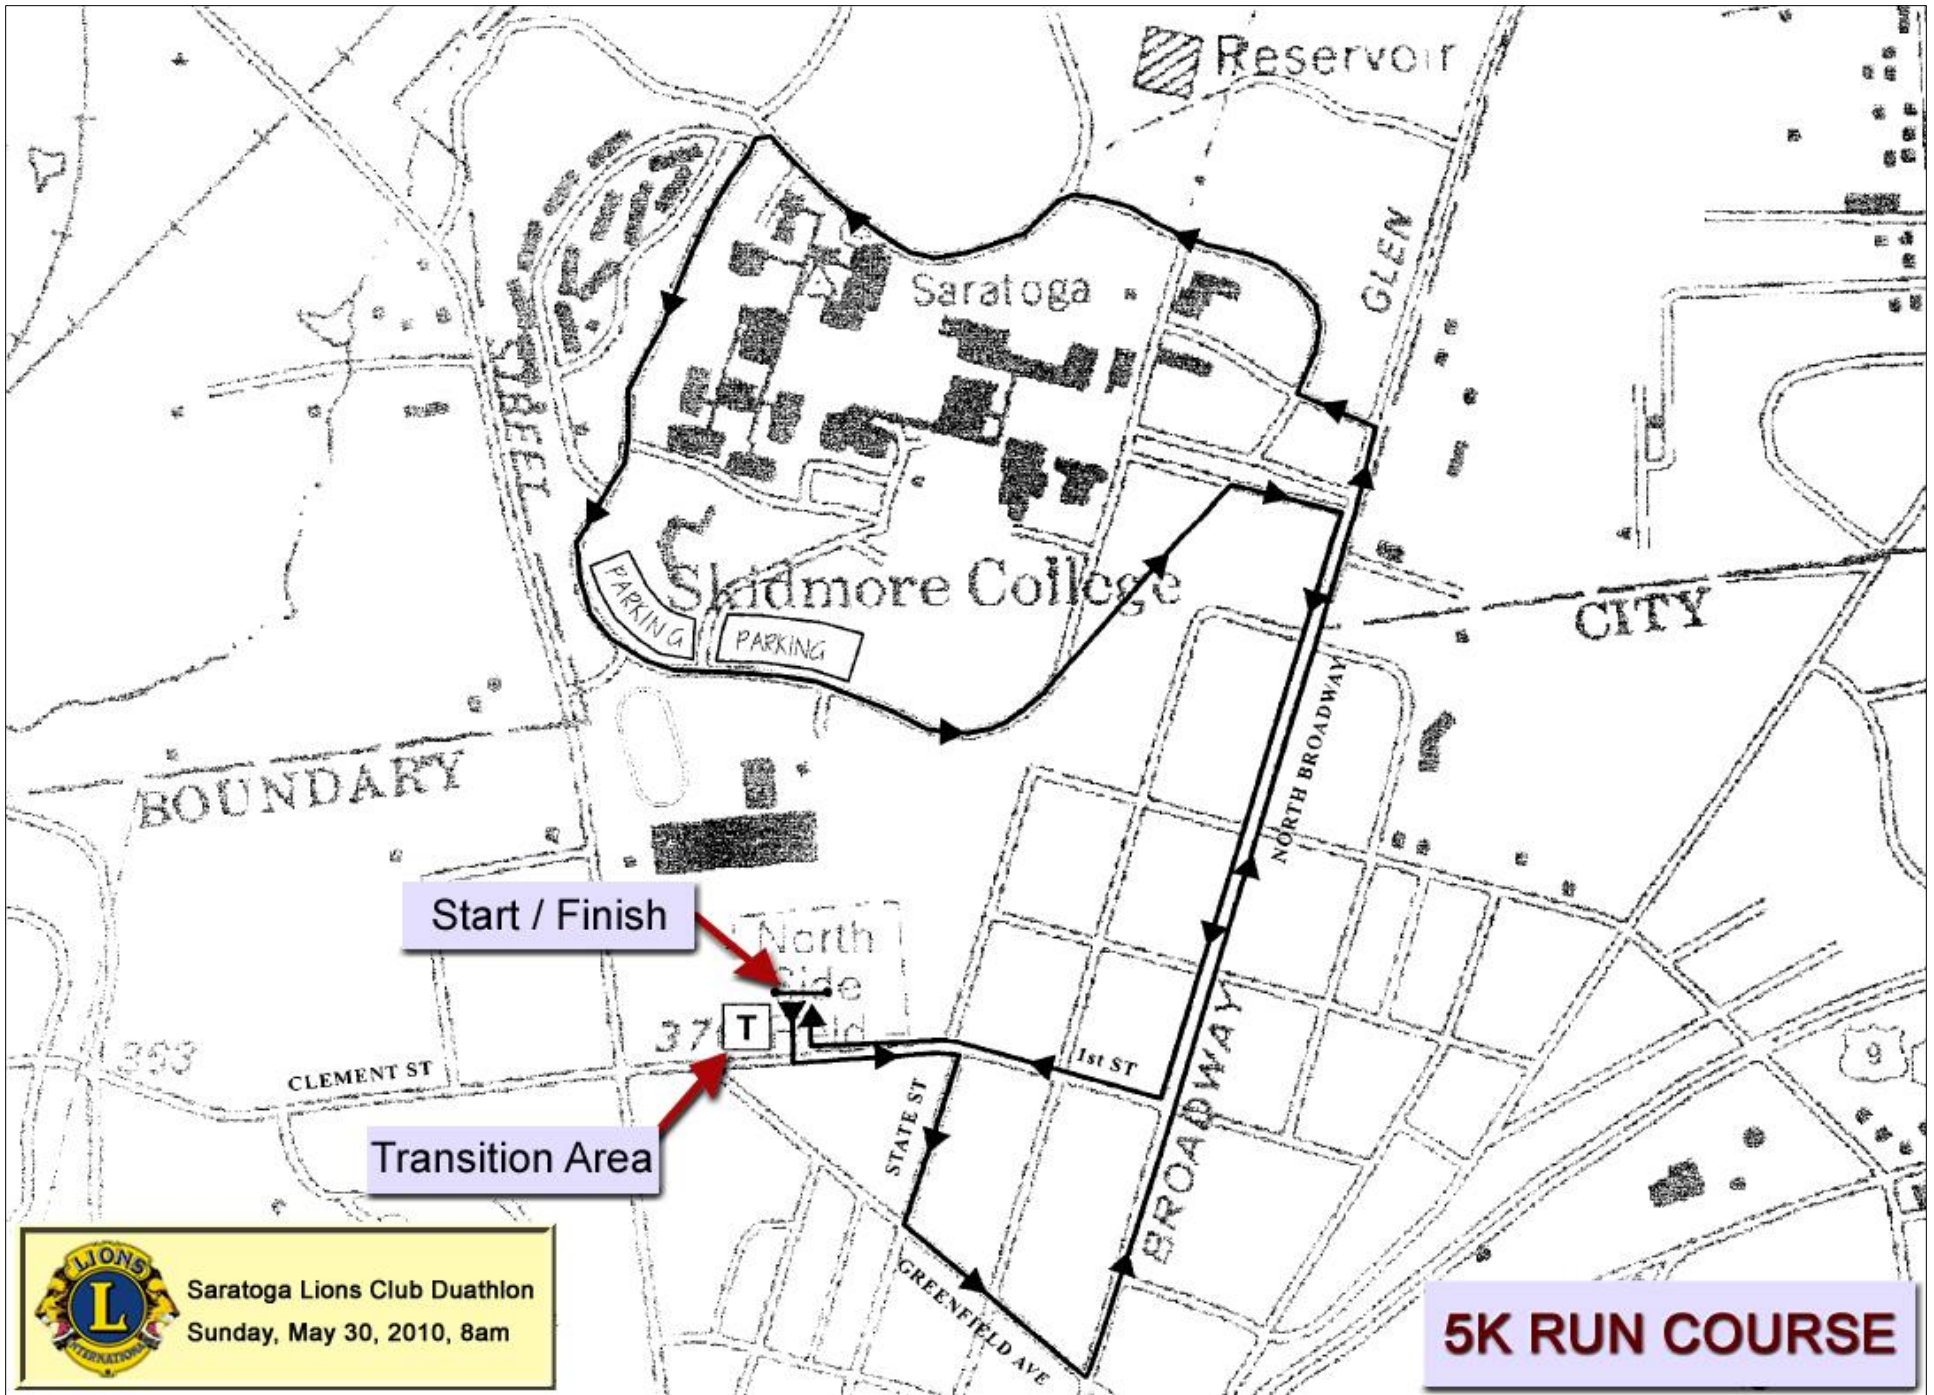 Reservoir
GLEN
Saratoga
STREET
Skidmore College
PARKING
PARKING
CITY
BOUNDARY
NORTH BROADWAY
Start / Finish
North
Side
Field
T
353
CLEMENT ST
1st ST
9
STATE ST
BROADWAY
Transition Area
GREENFIELD AVE
LIONS
L
INTERNATIONAL
Saratoga Lions Club Duathlon
Sunday, May 30, 2010, 8am
5K RUN COURSE